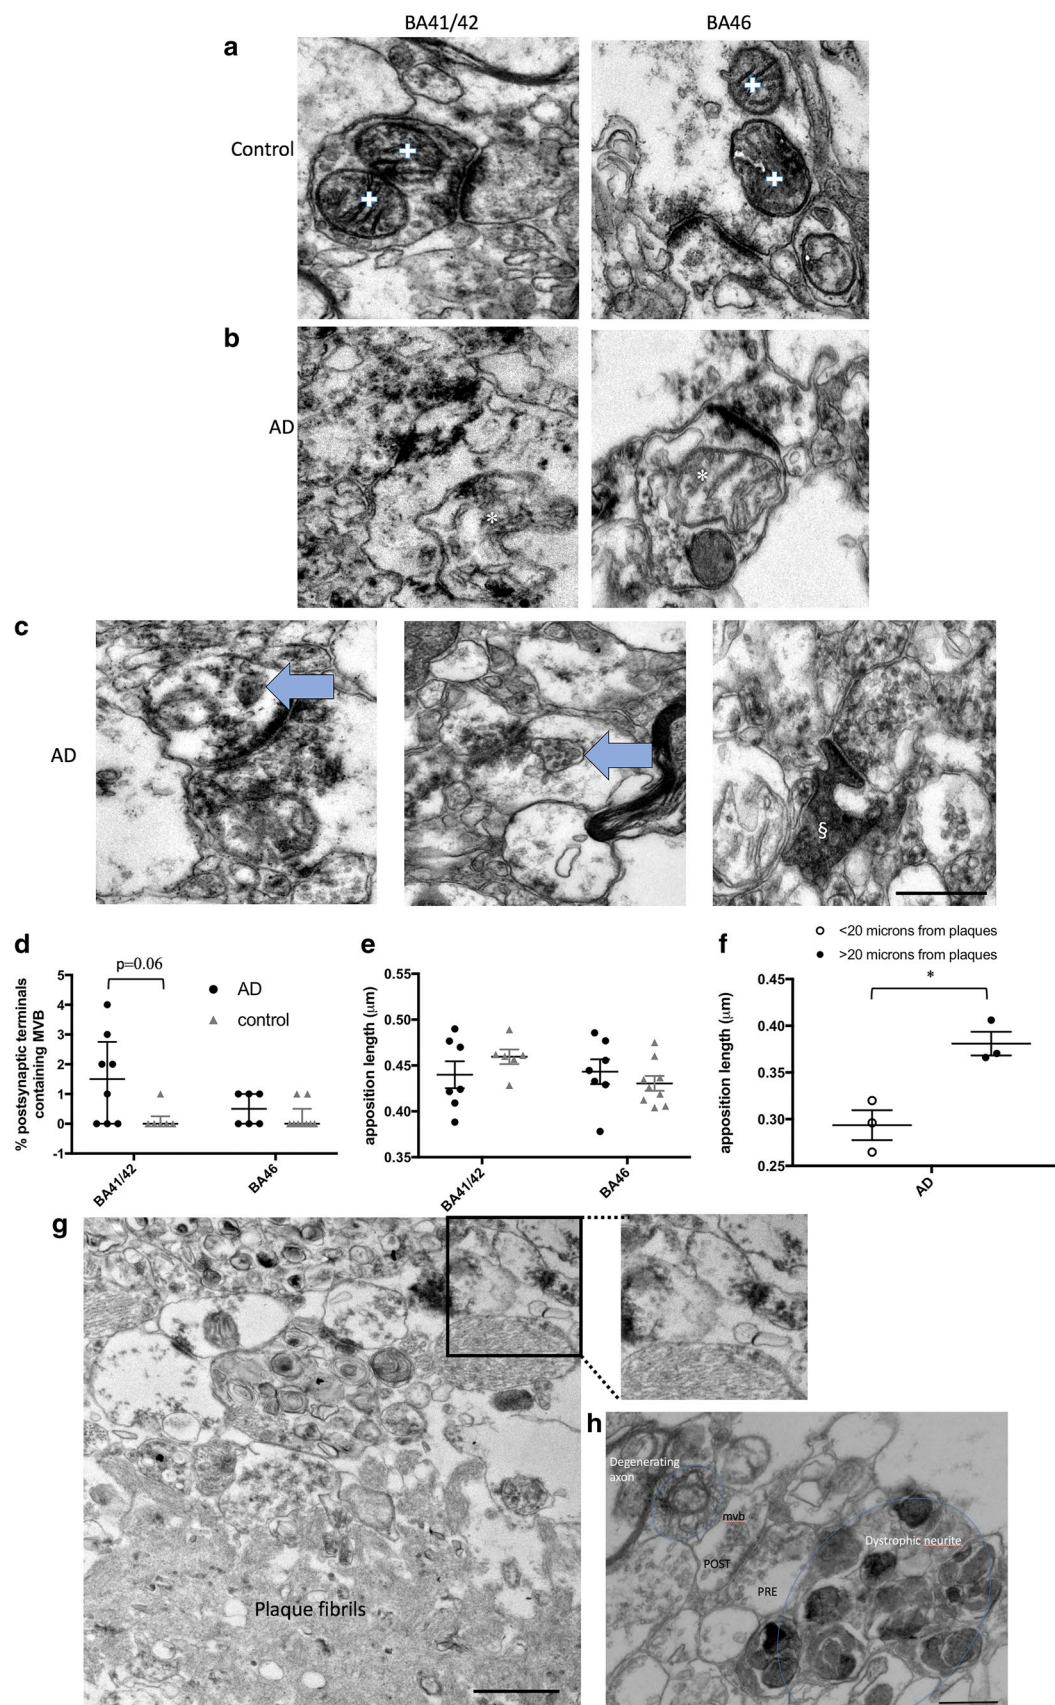 BA41/42 BA46
a
Control
b
AD
*
*
c
AD
§
d
p=0.06
AD
control
% postsynaptic terminals
containing MVB
5
4
3
2
1
0
-1
BA41/42
BA46
e
apposition length (µm)
0.55
0.50
0.45
0.40
0.35
BA41/42
BA46
f
<20 microns from plaques
>20 microns from plaques
*
apposition length (µm)
0.45
0.40
0.35
0.30
0.25
AD
g
Plaque fibrils
h
Degenerating
axon
mvb
POST
PRE
Dystrophic neurite